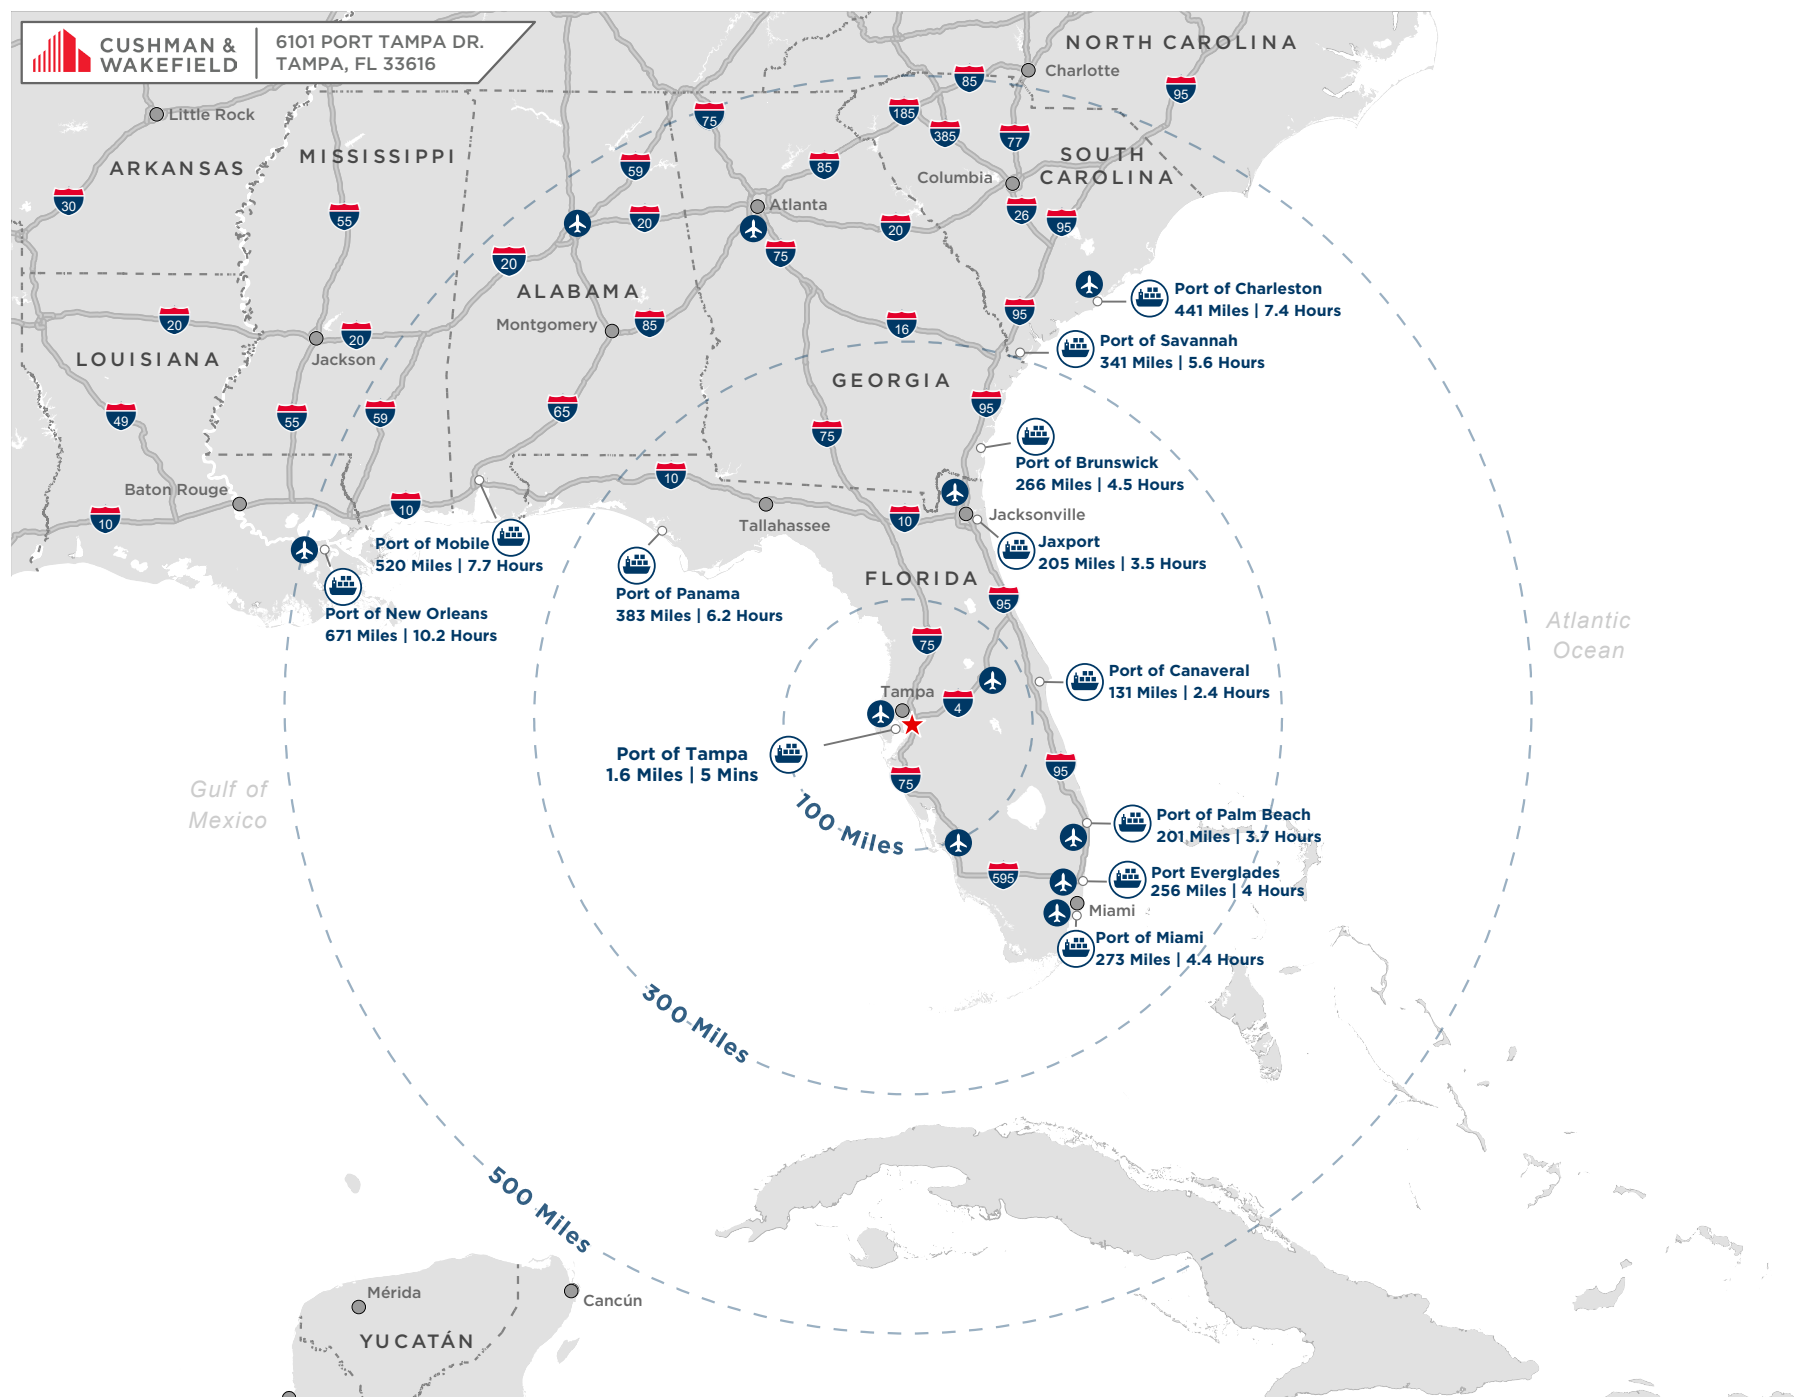 CUSHMAN &
WAKEFIELD
6101 PORT TAMPA DR.
TAMPA, FL 33616
NORTH CAROLINA
Charlotte
85
95
Little Rock
75
185
385
77
ARKANSAS
MISSISSIPPI
59
85
SOUTH
CAROLINA
Columbia
30
55
20
Atlanta
20
26
95
20
75
ALABAMA
Port of Charleston
441 Miles | 7.4 Hours
95
20
20
Jackson
Montgomery
85
16
Port of Savannah
341 Miles | 5.6 Hours
LOUISIANA
GEORGIA
49
55
59
65
75
95
Port of Brunswick
266 Miles | 4.5 Hours
Baton Rouge
10
10
10
Tallahassee
10
Jacksonville
Port of Mobile
520 Miles | 7.7 Hours
Jaxport
205 Miles | 3.5 Hours
Port of New Orleans
671 Miles | 10.2 Hours
Port of Panama
383 Miles | 6.2 Hours
FLORIDA
95
75
Atlantic
Ocean
Port of Canaveral
131 Miles | 2.4 Hours
Tampa
4
Port of Tampa
1.6 Miles | 5 Mins
75
95
Gulf of
Mexico
100 Miles
Port of Palm Beach
201 Miles | 3.7 Hours
595
Port Everglades
256 Miles | 4 Hours
Miami
Port of Miami
273 Miles | 4.4 Hours
300 Miles
500 Miles
Mérida
Cancún
YUCATÁN